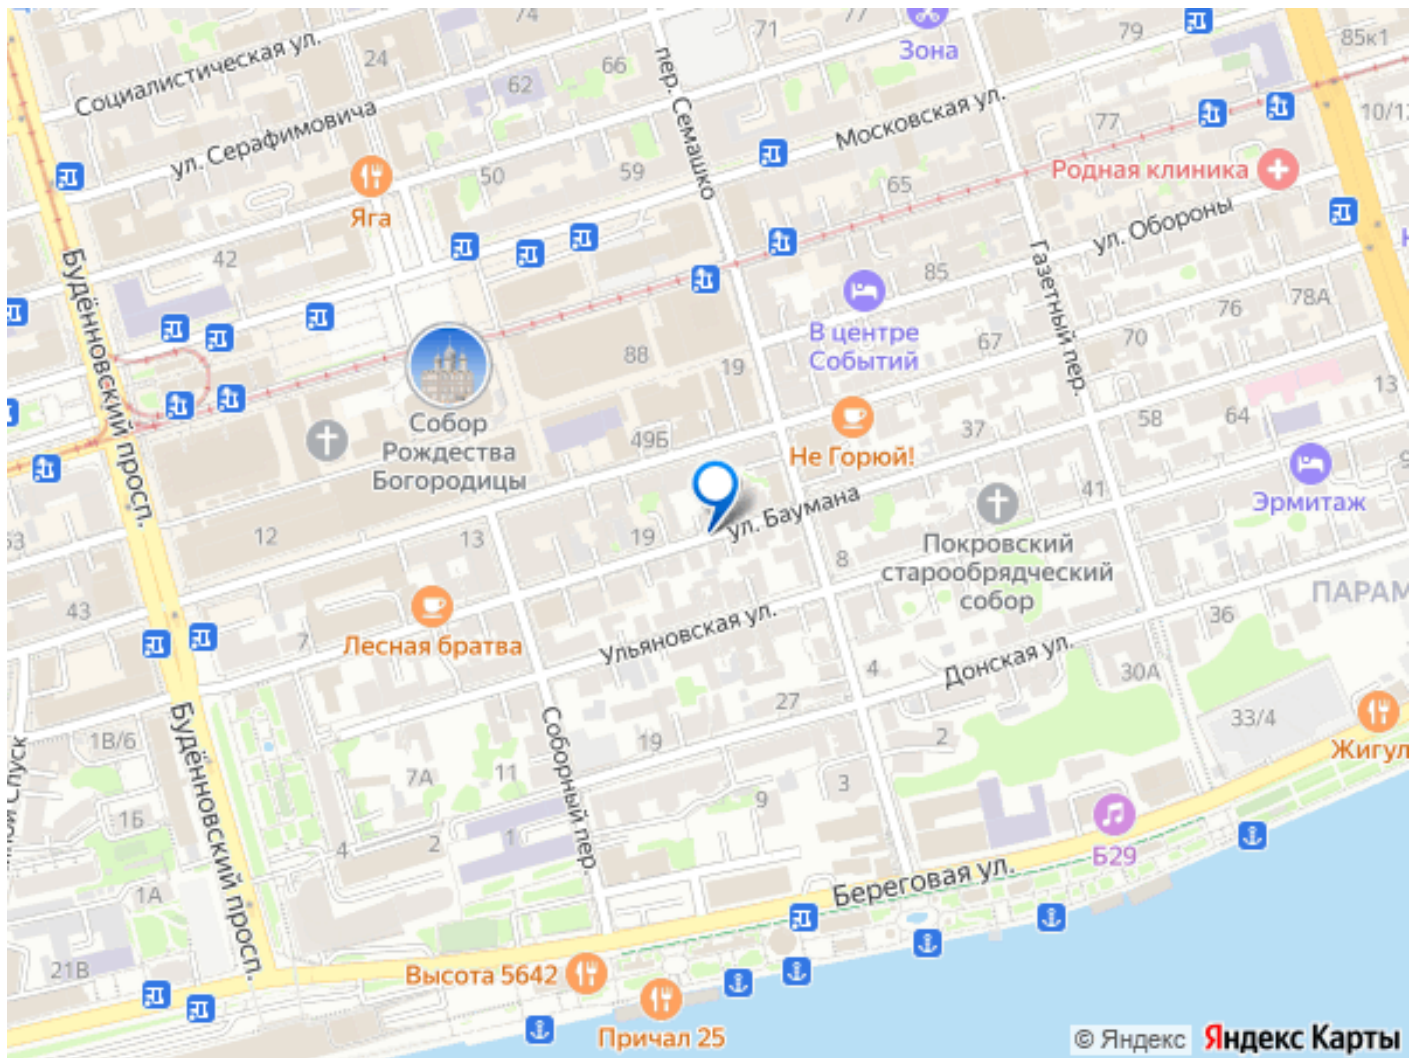 74
77
71
Зона
79
85к1
Социалистическая ул.
24
66
62
пер. Семашко
10/13
ул. Серафимовича
Московская ул.
77
Яга
50
59
65
Родная клиника
ул. Обороны
42
Будённовский просп.
85
Газетный пер.
76
78А
В центре
Событий
67
70
88
19
13
Собор
Рождества
Богородицы
49Б
37
58
64
Не Горюй!
Эрмитаж
41
ул. Баумана
12
13
19
8
Покровский
старообрядческий
собор
43
7
Лесная братва
Ульяновская ул.
ПАРАМ
36
4
Донская ул.
30А
27
Будённовский просп.
Соборный пер.
33/4
1В/6
19
2
Жигул
7А
11
Спуск
3
9
1Б
4
2
1
Б29
1А
Береговая ул.
21В
Высота 5642
Причал 25
© Яндекс Яндекс Карты